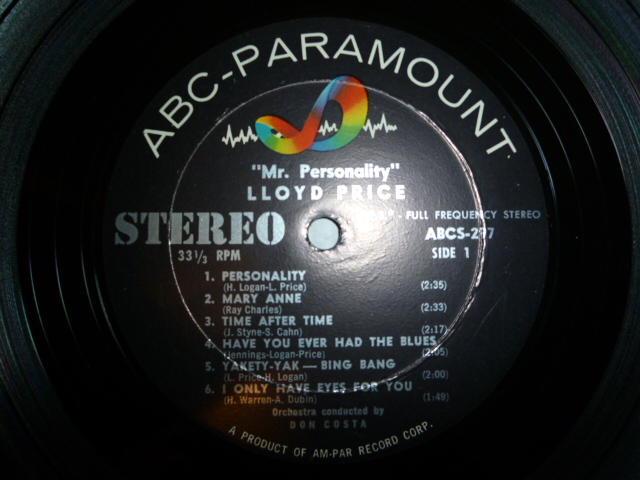 ABC-PARAMOUNT
"Mr. Personality"
LLOYD PRICE
STEREO - FULL FREQUENCY STEREO
ABCS-297
33 1/3 RPM SIDE 1
1. PERSONALITY
(H. Logan-L. Price) (2:35)
2. MARY ANNE
(Ray Charles) (2:33)
3. TIME AFTER TIME
(J. Styne-S. Cahn) (2:17)
4. HAVE YOU EVER HAD THE BLUES
(Jennings-Logan-Price) (2:05)
5. YAKETY-YAK — BING BANG
(L. Price-H. Logan) (2:00)
6. I ONLY HAVE EYES FOR YOU
(H. Warren-A. Dubin) (1:49)
Orchestra conducted by
DON COSTA
A PRODUCT OF AM-PAR RECORD CORP.